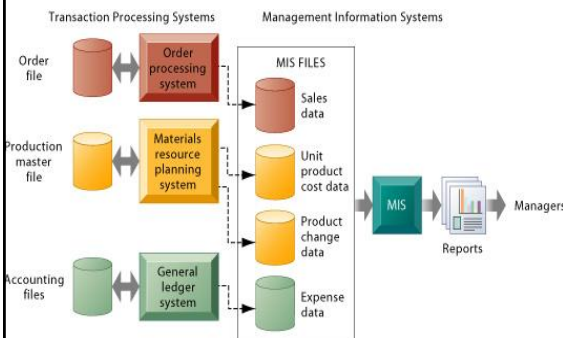 Transaction Processing Systems
Management Information Systems
Order
file
Order
processing
system
MIS FILES
Sales
data
Production
master
file
Materials
resource
planning
system
Unit
product
cost data
Product
change
data
MIS
Reports
Managers
Accounting
files
General
ledger
system
Expense
data